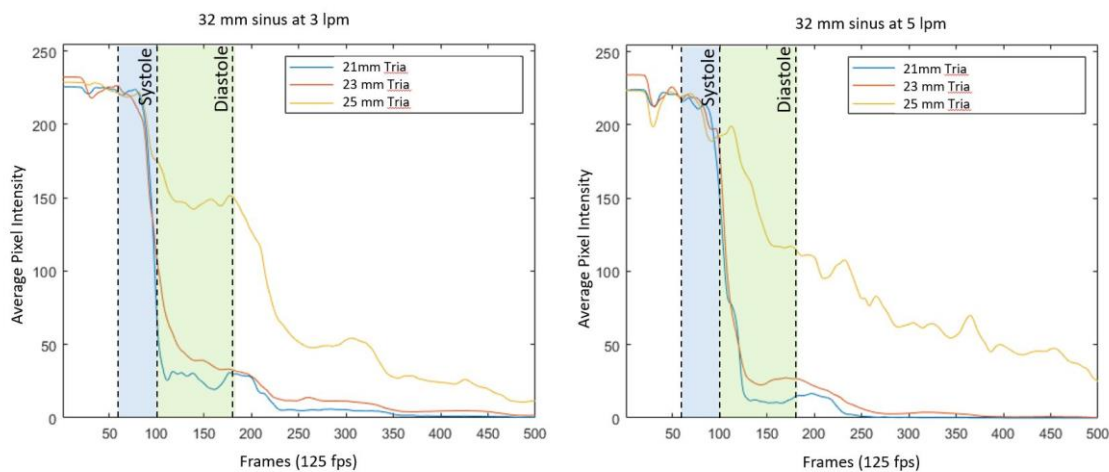 32 mm sinus at 3 lpm
250
200
150
100
50
0
Average Pixel Intensity
Systole
Diastole
21mm Tria
23 mm Tria
25 mm Tria
50 100 150 200 250 300 350 400 450 500
Frames (125 fps)
32 mm sinus at 5 lpm
250
200
150
100
50
0
Average Pixel Intensity
Systole
Diastole
21mm Tria
23 mm Tria
25 mm Tria
50 100 150 200 250 300 350 400 450 500
Frames (125 fps)